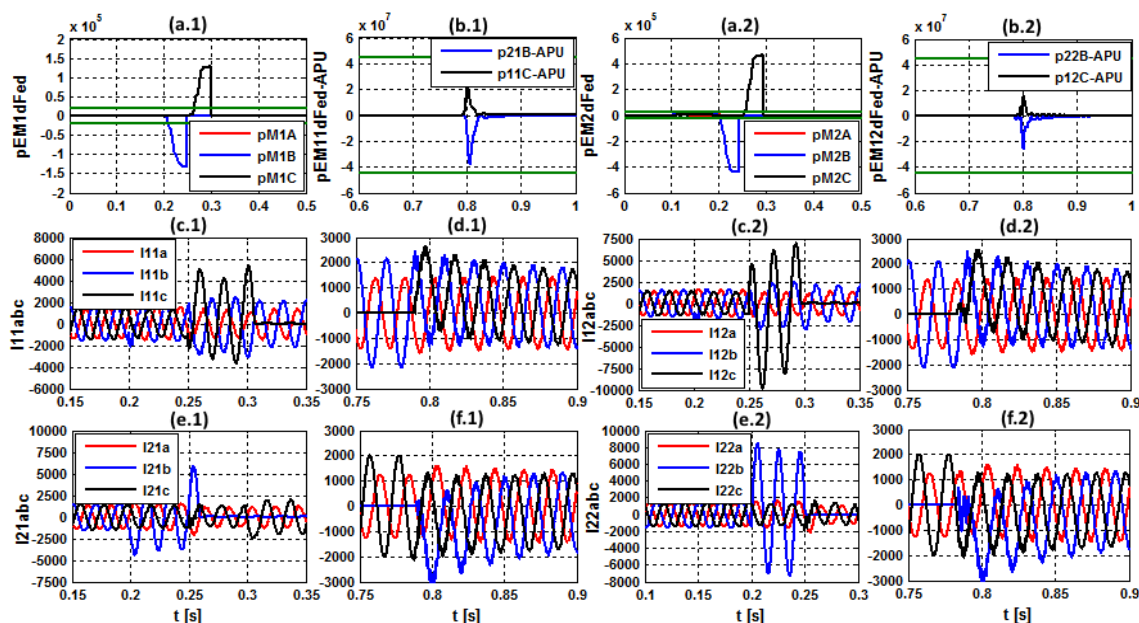 (a.1) (b.1) (a.2) (b.2)
x 10^5 x 10^7 x 10^5 x 10^7
pEM1dFed
2
1.5
1
0.5
0
-0.5
-1
-1.5
-2
pM1A
pM1B
pM1C
0 0.1 0.2 0.3 0.4 0.5
pEM11dFed-APU
6
4
2
0
-2
-4
-6
p21B-APU
p11C-APU
0.6 0.7 0.8 0.9 1
pEM2dFed
5
4
3
2
1
0
-1
-2
-3
-4
-5
pM2A
pM2B
pM2C
0 0.1 0.2 0.3 0.4 0.5
pEM12dFed-APU
6
4
2
0
-2
-4
-6
p22B-APU
p12C-APU
0.6 0.7 0.8 0.9 1
(c.1) (d.1) (c.2) (d.2)
I11abc
8000
6000
4000
2000
0
-2000
-4000
-6000
I11a
I11b
I11c
0.15 0.2 0.25 0.3 0.35
3000
2000
1000
0
-1000
-2000
3000
0.75 0.8 0.85 0.9
I12abc
7500
5000
2500
0
-2500
-5000
-7500
-10000
I12a
I12b
I12c
0.15 0.2 0.25 0.3 0.35
3000
2000
1000
0
-1000
-2000
3000
0.75 0.8 0.85 0.9
(e.1) (f.1) (e.2) (f.2)
I21abc
10000
7500
5000
2500
0
-2500
-5000
-7500
I21a
I21b
I21c
0.15 0.2 0.25 0.3 0.35
t [s]
3000
2000
1000
0
-1000
-2000
3000
0.75 0.8 0.85 0.9
t [s]
I22abc
10000
8000
6000
4000
2000
0
-2000
-4000
-6000
-8000
I22a
I22b
I22c
0.1 0.15 0.2 0.25 0.3
t [s]
3000
2000
1000
0
-1000
-2000
3000
0.75 0.8 0.85 0.9
t [s]